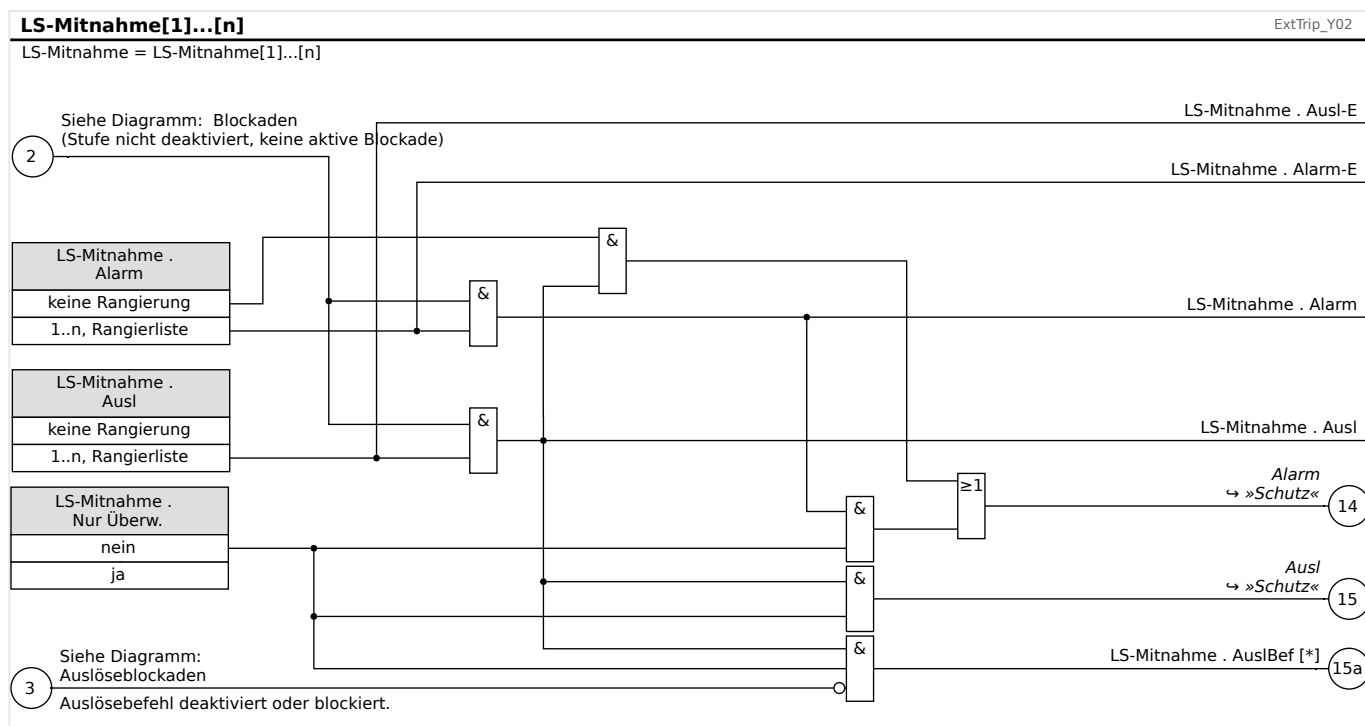 LS-Mitnahme[1]...[n]
ExtTrip_Y02
LS-Mitnahme = LS-Mitnahme[1]...[n]
Siehe Diagramm: Blockaden
(Stufe nicht deaktiviert, keine aktive Blockade)
2
LS-Mitnahme . Ausl-E
LS-Mitnahme . Alarm-E
LS-Mitnahme .
Alarm
keine Rangierung
1..n, Rangierliste
&
&
LS-Mitnahme . Alarm
LS-Mitnahme .
Ausl
keine Rangierung
1..n, Rangierliste
&
LS-Mitnahme . Ausl
LS-Mitnahme .
Nur Überw.
nein
ja
&
≥1
Alarm
↪ »Schutz«
14
&
Ausl
↪ »Schutz«
15
&
LS-Mitnahme . AuslBef [*]
15a
Siehe Diagramm:
Auslöseblockaden
3
Auslösebefehl deaktiviert oder blockiert.